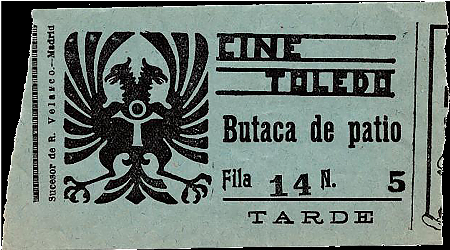 Sucesor de R. Velasco.—Madrid
CINE
TOLEDO
Butaca de patio
Fila 14 N. 5
TARDE